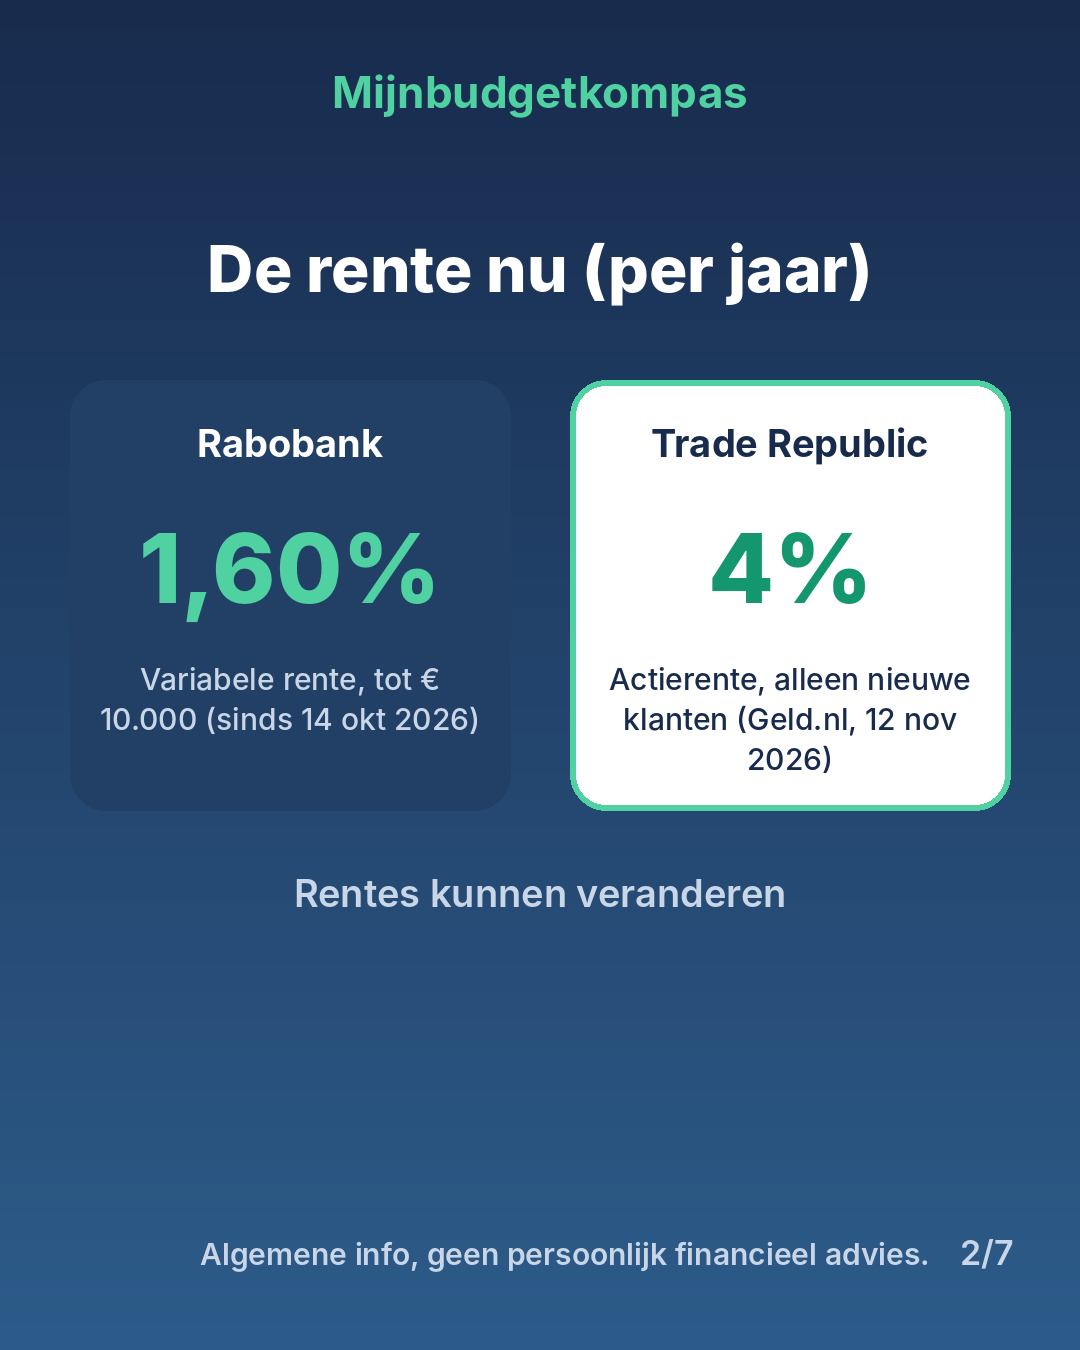 Mijnbudgetkompas
De rente nu (per jaar)
Rabobank
1,60%
Variabele rente, tot €
10.000 (sinds 14 okt 2026)
Trade Republic
4%
Actierente, alleen nieuwe
klanten (Geld.nl, 12 nov
2026)
Rentes kunnen veranderen
Algemene info, geen persoonlijk financieel advies. 2/7